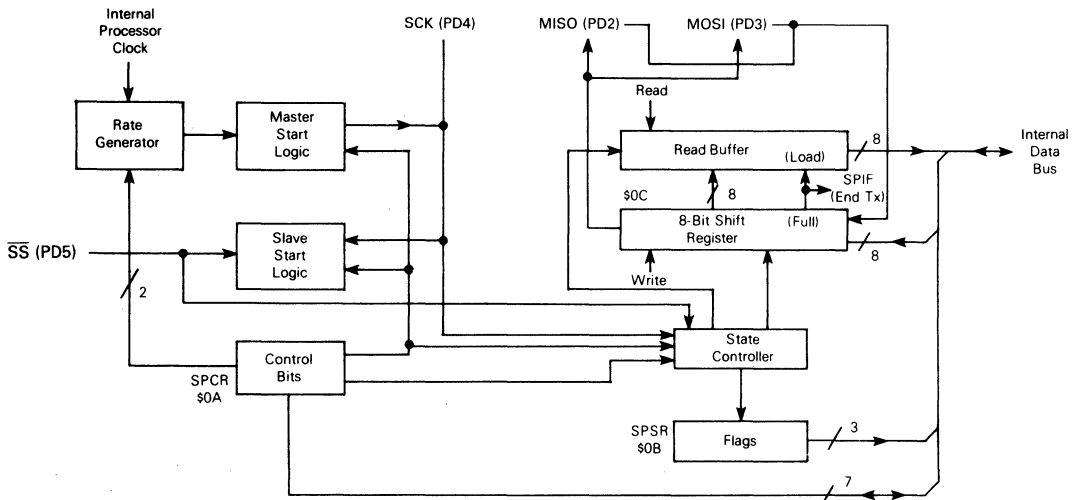 Internal
Processor
Clock
SCK (PD4)
MISO (PD2)
MOSI (PD3)
Rate
Generator
Master
Start
Logic
Read
Read Buffer
(Load)
8
Internal
Data
Bus
8
SPIF
(End Tx)
$0C
8-Bit Shift
Register
(Full)
8
Write
SS (PD5)
Slave
Start
Logic
2
State
Controller
Control
Bits
SPCR
$0A
SPSR
$0B
Flags
3
7